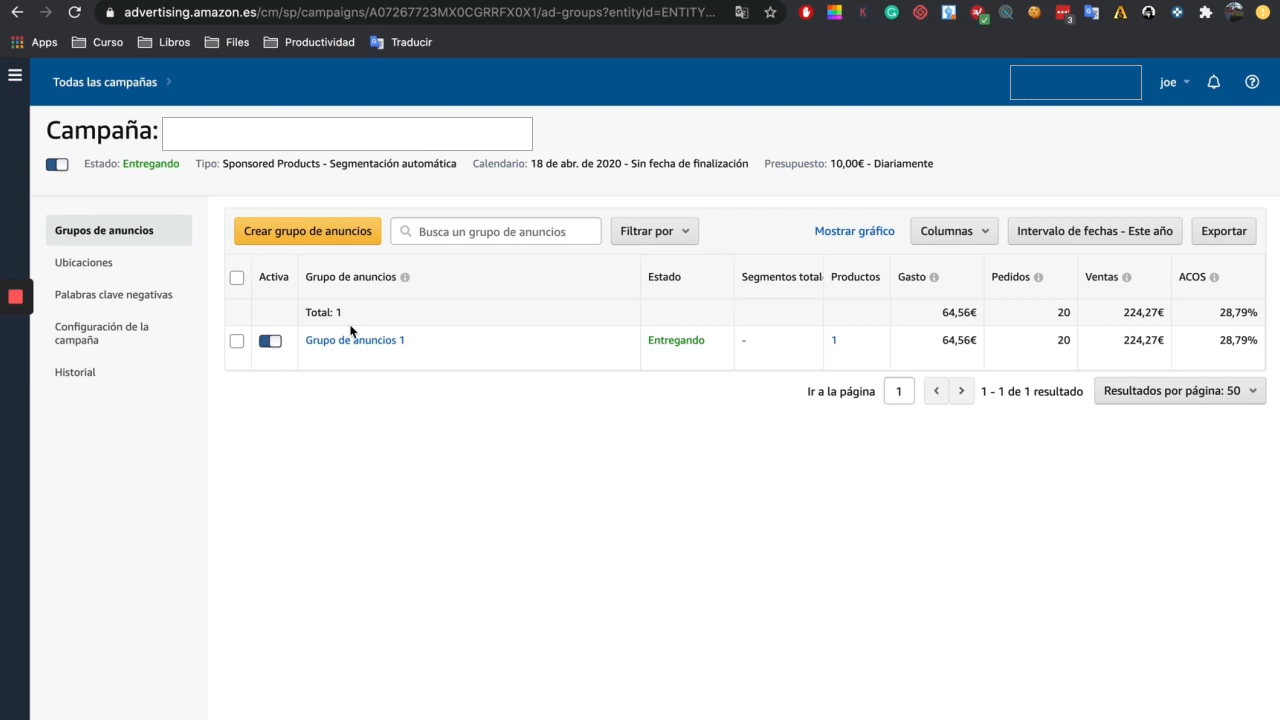 advertising.amazon.es/cm/sp/campaigns/A07267723MX0CGRRFX0X1/ad-groups?entityId=ENTITY...
3
Apps Curso Libros Files Productividad Traducir
Todas las campañas
joe
Campaña:
Estado: Entregando Tipo: Sponsored Products - Segmentación automática Calendario: 18 de abr. de 2020 - Sin fecha de finalización Presupuesto: 10,00€ - Diariamente
Grupos de anuncios
Ubicaciones
Palabras clave negativas
Configuración de la
campaña
Historial
Crear grupo de anuncios Busca un grupo de anuncios Filtrar por Mostrar gráfico Columnas Intervalo de fechas - Este año Exportar
Activa Grupo de anuncios Estado Segmentos total Productos Gasto Pedidos Ventas ACOS
Total: 1 64,56€ 20 224,27€ 28,79%
Grupo de anuncios 1 Entregando - 1 64,56€ 20 224,27€ 28,79%
Ir a la página 1 1 - 1 de 1 resultado Resultados por página: 50